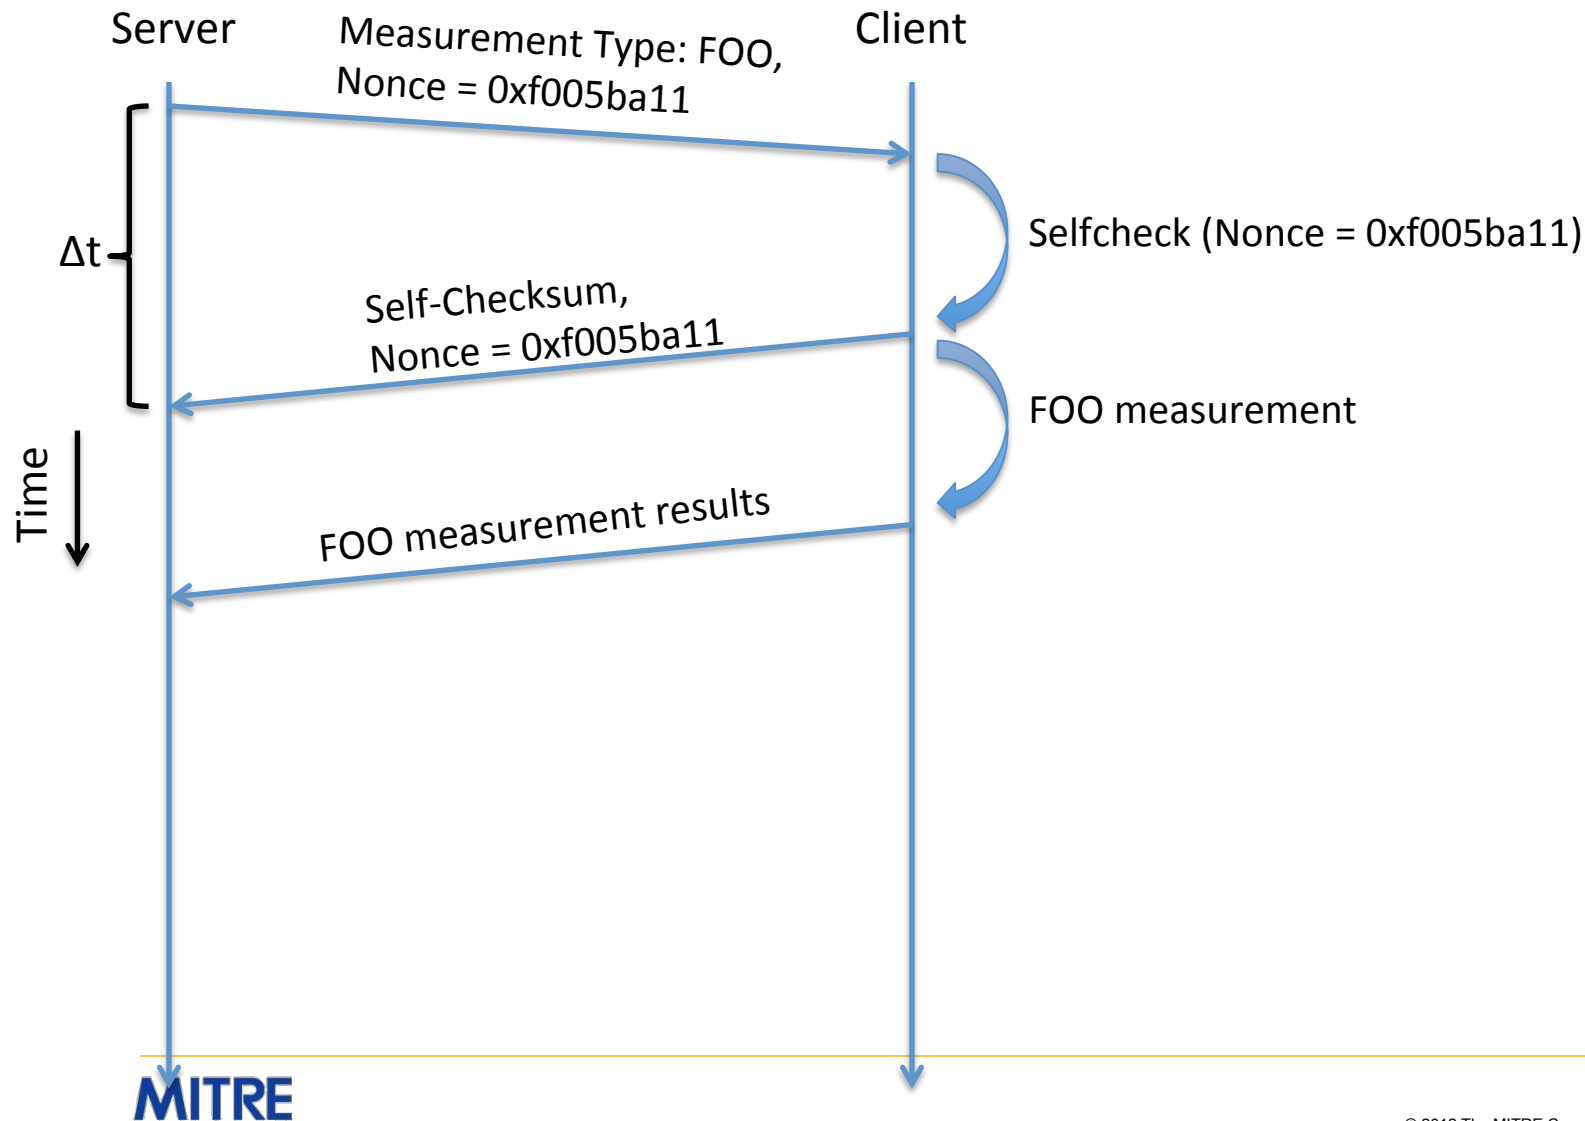 Server
Client
Measurement Type: FOO,
Nonce = 0xf005ba11
Selfcheck (Nonce = 0xf005ba11)
Δt
Self-Checksum,
Nonce = 0xf005ba11
FOO measurement
Time
FOO measurement results
MITRE